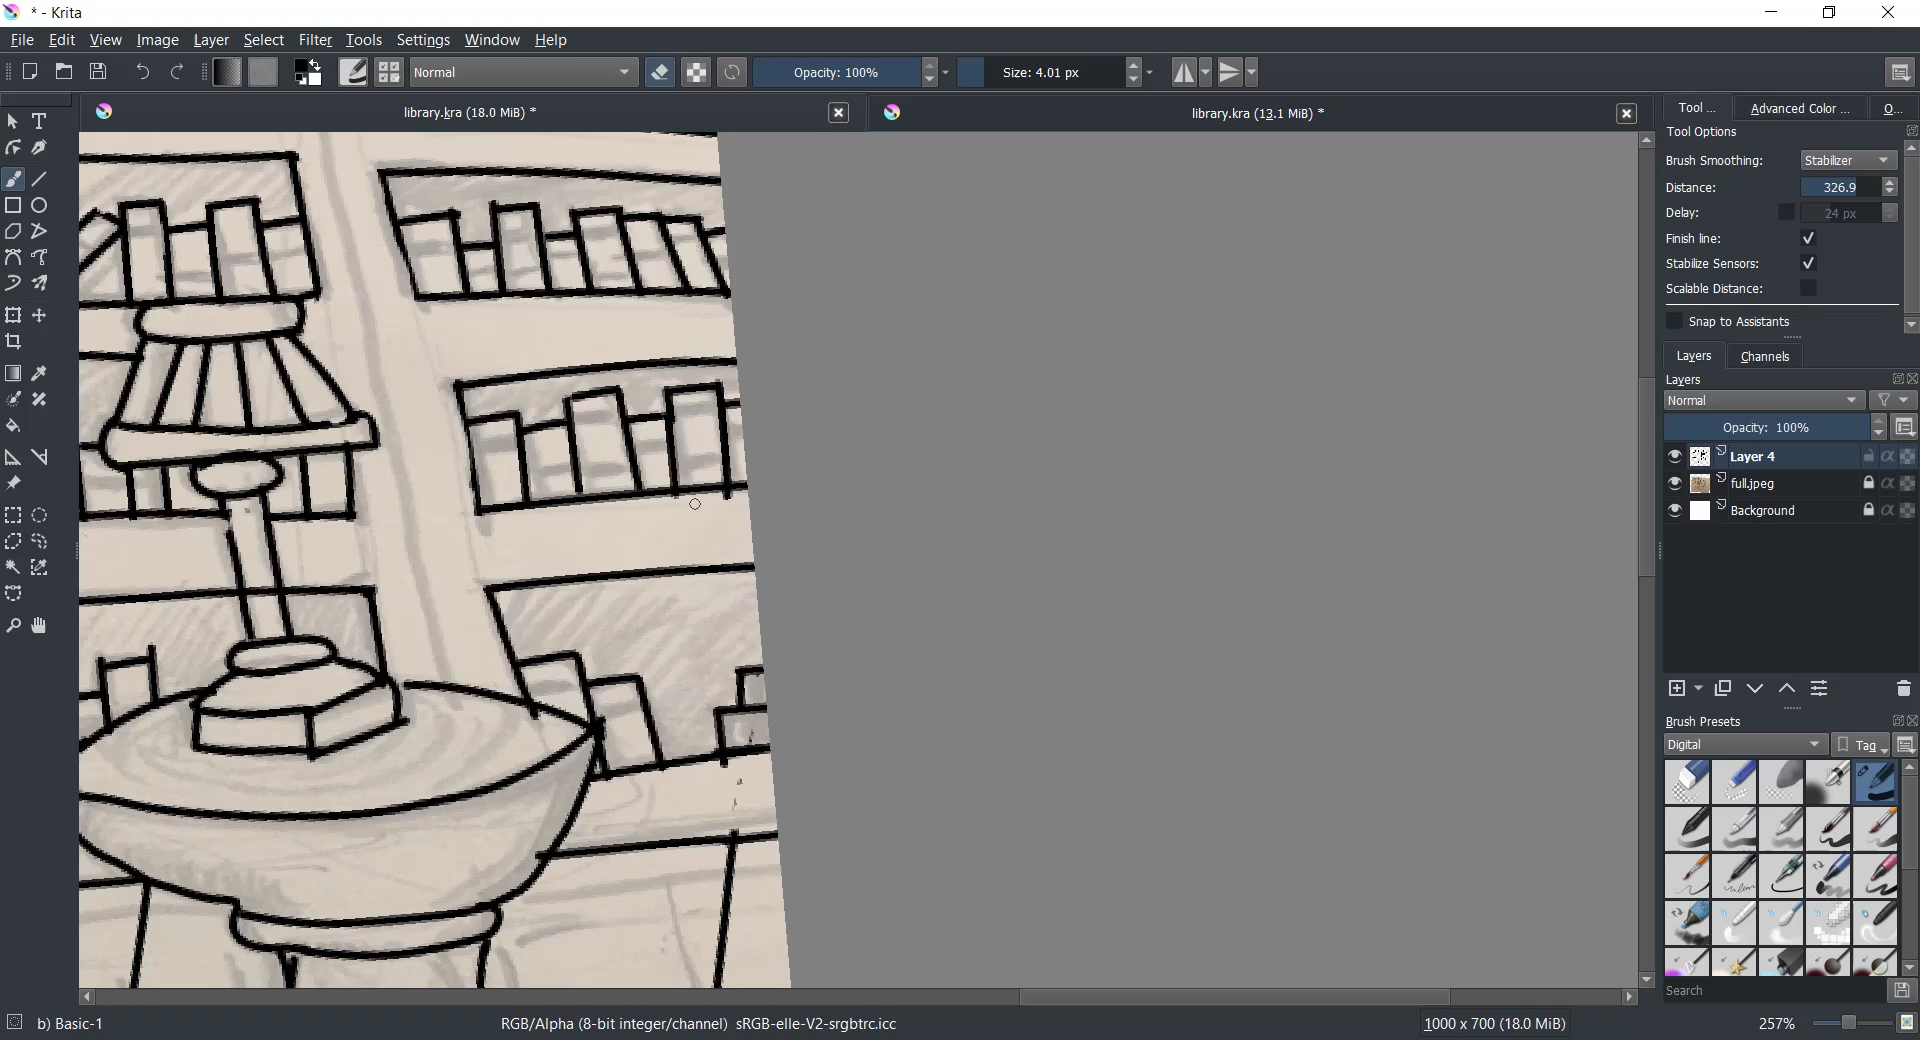 * - Krita
File Edit View Image Layer Select Filter Tools Settings Window Help
Normal Opacity: 100% Size: 4.01 px
library.kra (18.0 MiB) * library.kra (13.1 MiB) *
Tool ... Advanced Color ... O...
Tool Options
Brush Smoothing: Stabilizer
Distance: 326.9
Delay: 24 px
Finish line:
Stabilize Sensors:
Scalable Distance:
Snap to Assistants
Layers Channels
Layers
Normal
Opacity: 100%
Layer 4
full.jpeg
Background
Brush Presets
Digital Tag
Search
b) Basic-1 RGB/Alpha (8-bit integer/channel) sRGB-elle-V2-srgbtrc.icc 1000 x 700 (18.0 MiB) 257%